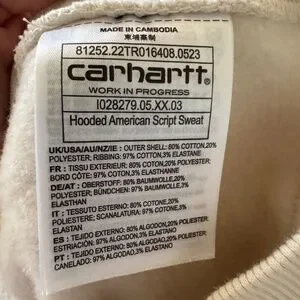 MADE IN CAMBODIA
柬埔寨
81252.22TR016408.0523
carhartt
WORK IN PROGRESS
I028279.05.XX.03
Hooded American Script Sweat
UK/USA/AU/NZ/IE : OUTER SHELL: 80% COTTON,20%
POLYESTER; RIBBING: 97% COTTON,3% ELASTANE
FR : TISSU EXTERIEUR: 80% COTON,20% POLYESTER;
BORD CÔTE: 97% COTON,3% ELASTHANNE
DE/AT : OBERSTOFF: 80% BAUMWOLLE,20%
POLYESTER; BÜNDCHEN: 97% BAUMWOLLE,3%
ELASTHAN
IT : TESSUTO ESTERNO: 80% COTONE,20%
POLIESTERE; SCANALATURA: 97% COTONE,3%
ELASTAN
ES : TEJIDO EXTERNO: 80% ALGODÓN,20% POLIESTER;
ESTRIACIÓN: 97% ALGODÓN,3% ELASTANO
PT : TEJIDO EXTERNO: 80% ALGODÃO,20% POLIÉSTER;
CANELADO: 97% ALGODÃO,3% ELASTANE